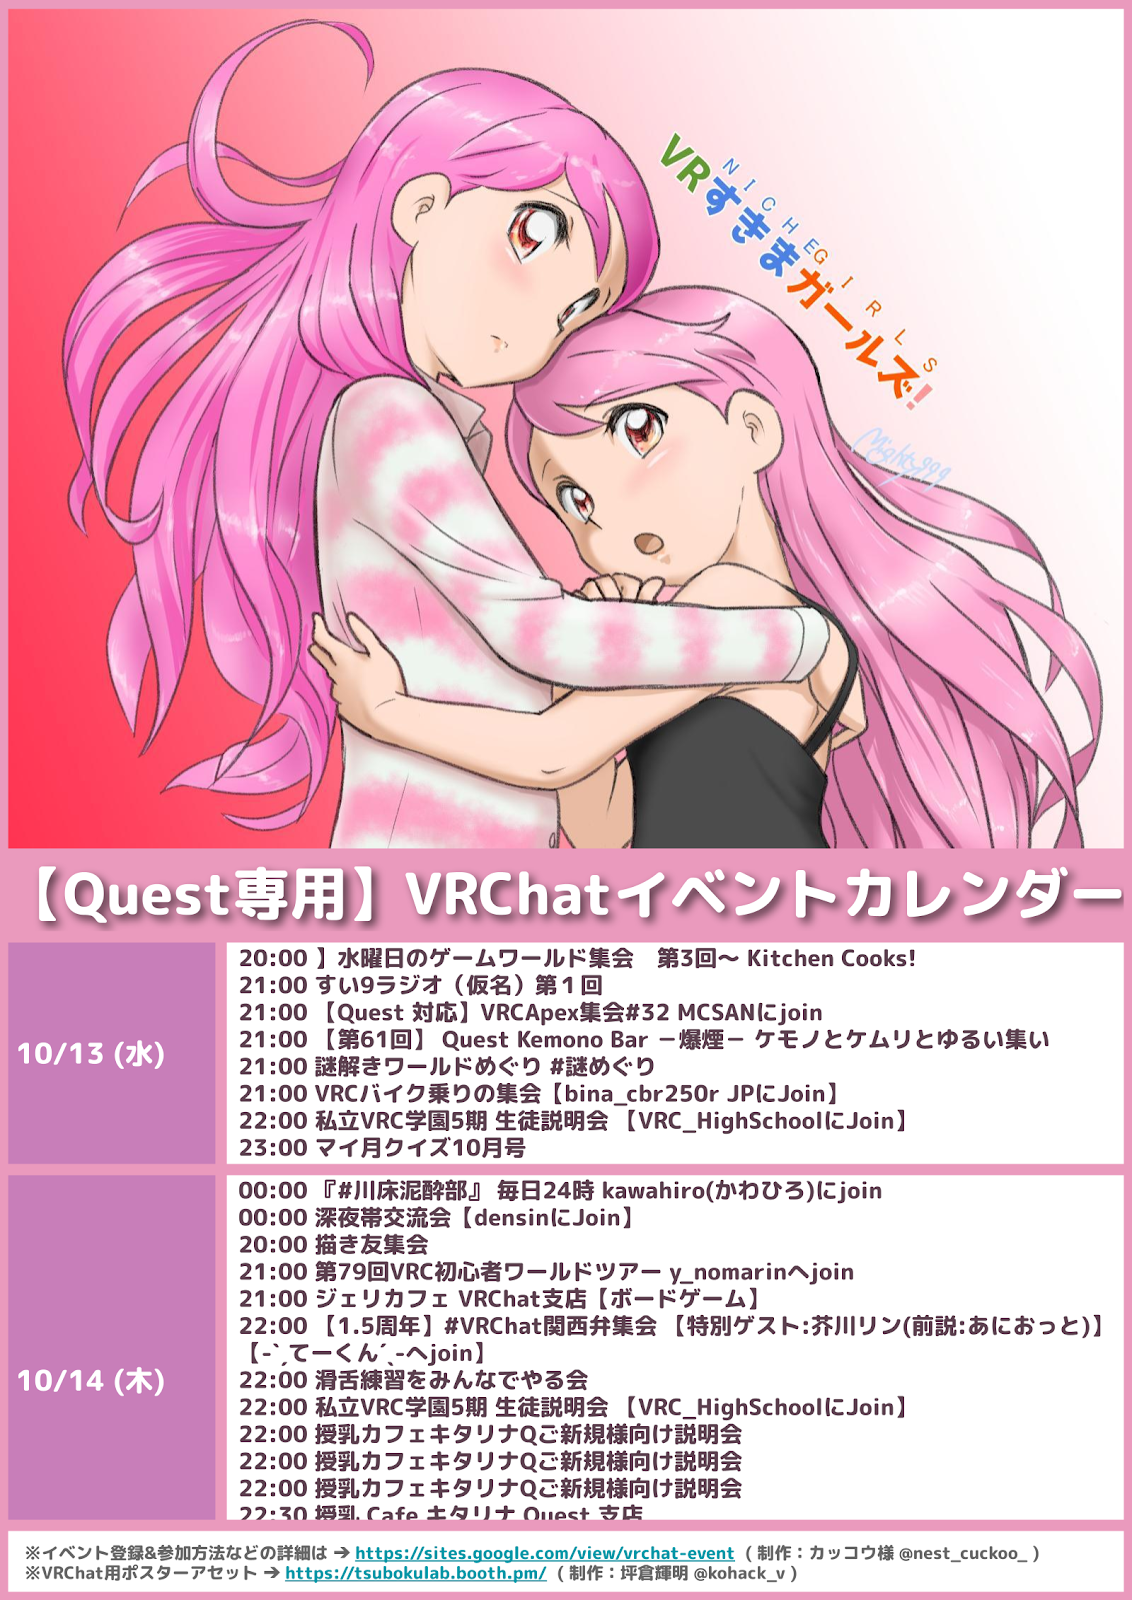 NICHE GIRLS
VRすきまガールズ!
Mighty999
【Quest専用】VRChatイベントカレンダー
10/13 (水)
20:00 】水曜日のゲームワールド集会　第3回～ Kitchen Cooks!
21:00 すい9ラジオ（仮名）第１回
21:00 【Quest 対応】VRCApex集会#32 MCSANにjoin
21:00 【第61回】 Quest Kemono Bar －爆煙－ ケモノとケムリとゆるい集い
21:00 謎解きワールドめぐり #謎めぐり
21:00 VRCバイク乗りの集会【bina_cbr250r JPにJoin】
22:00 私立VRC学園5期 生徒説明会 【VRC_HighSchoolにJoin】
23:00 マイ月クイズ10月号
10/14 (木)
00:00 『#川床泥酔部』 毎日24時 kawahiro(かわひろ)にjoin
00:00 深夜帯交流会【densinにJoin】
20:00 描き友集会
21:00 第79回VRC初心者ワールドツアー y_nomarinへjoin
21:00 ジェリカフェ VRChat支店【ボードゲーム】
22:00 【1.5周年】#VRChat関西弁集会 【特別ゲスト:芥川リン(前説:あにおっと)】
【-`ˏてーくん´ˎ-へjoin】
22:00 滑舌練習をみんなでやる会
22:00 私立VRC学園5期 生徒説明会 【VRC_HighSchoolにJoin】
22:00 授乳カフェキタリナQご新規様向け説明会
22:00 授乳カフェキタリナQご新規様向け説明会
22:00 授乳カフェキタリナQご新規様向け説明会
22:30 授乳 Cafe キタリナ Quest 支店
※イベント登録&参加方法などの詳細は → https://sites.google.com/view/vrchat-event （ 制作：カッコウ様 @nest_cuckoo_ ）
※VRChat用ポスターアセット → https://tsubokulab.booth.pm/ （ 制作：坪倉輝明 @kohack_v ）